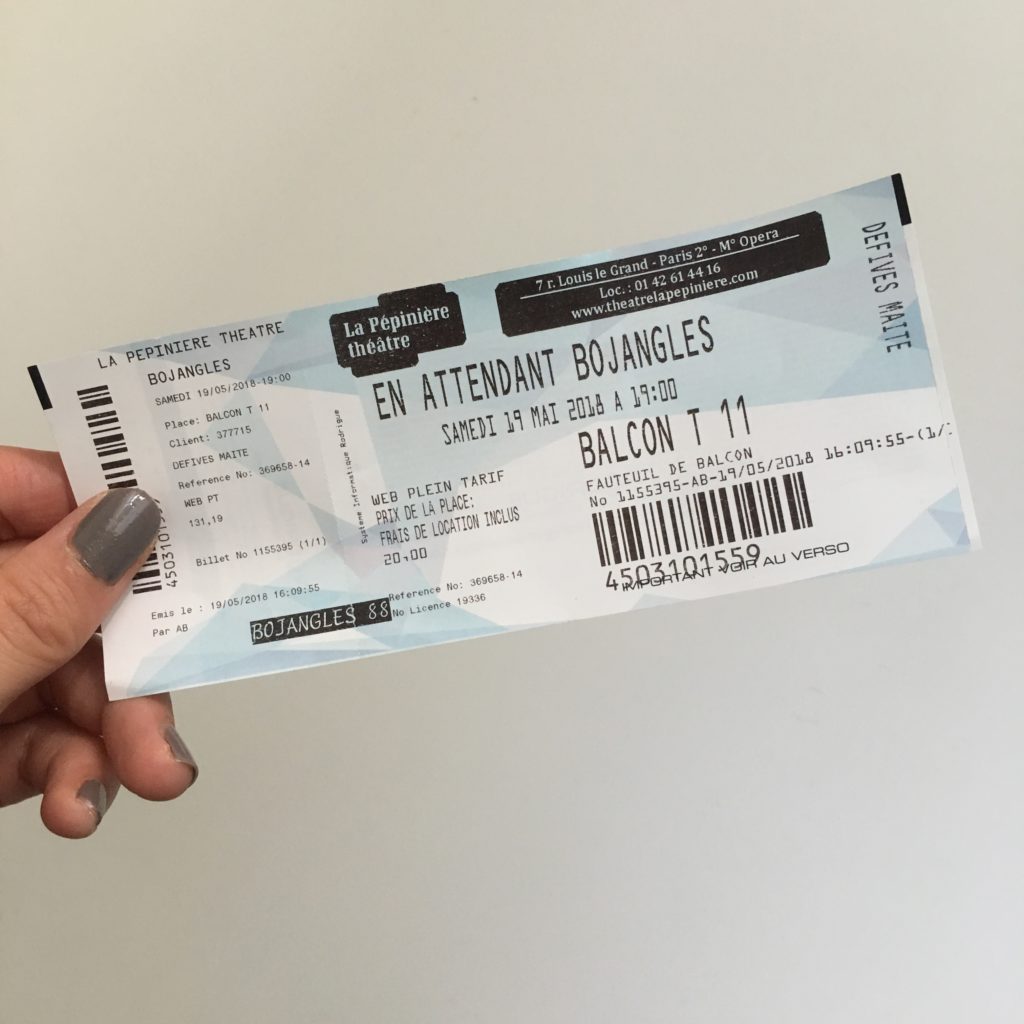 LA PEPINIERE THEATRE
BOJANGLES
SAMEDI 19/05/2018-19:00
Place: BALCON T 11
Client: 377715
DEFIVES MAITE
Reference No: 369658-14
WEB PT
131,19
Billet No 1155395 (1/1)
Emis le : 19/05/2018 16:09:55
Par AB
Système Informatique Rodrigue
La Pépinière
théâtre
7 r. Louis le Grand - Paris 2° - M° Opera
Loc. : 01 42 61 44 16
www.theatrelapepiniere.com
EN ATTENDANT BOJANGLES
SAMEDI 19 MAI 2018 A 19:00
BALCON T 11
FAUTEUIL DE BALCON
No 1155395-AB-19/05/2018 16:09:55-(1/
WEB PLEIN TARIF
PRIX DE LA PLACE:
FRAIS DE LOCATION INCLUS
20,00
4503101559
IMPORTANT VOIR AU VERSO
Reference No: 369658-14
No Licence 19336
BOJANGLES 88
DEFIVES MAITE